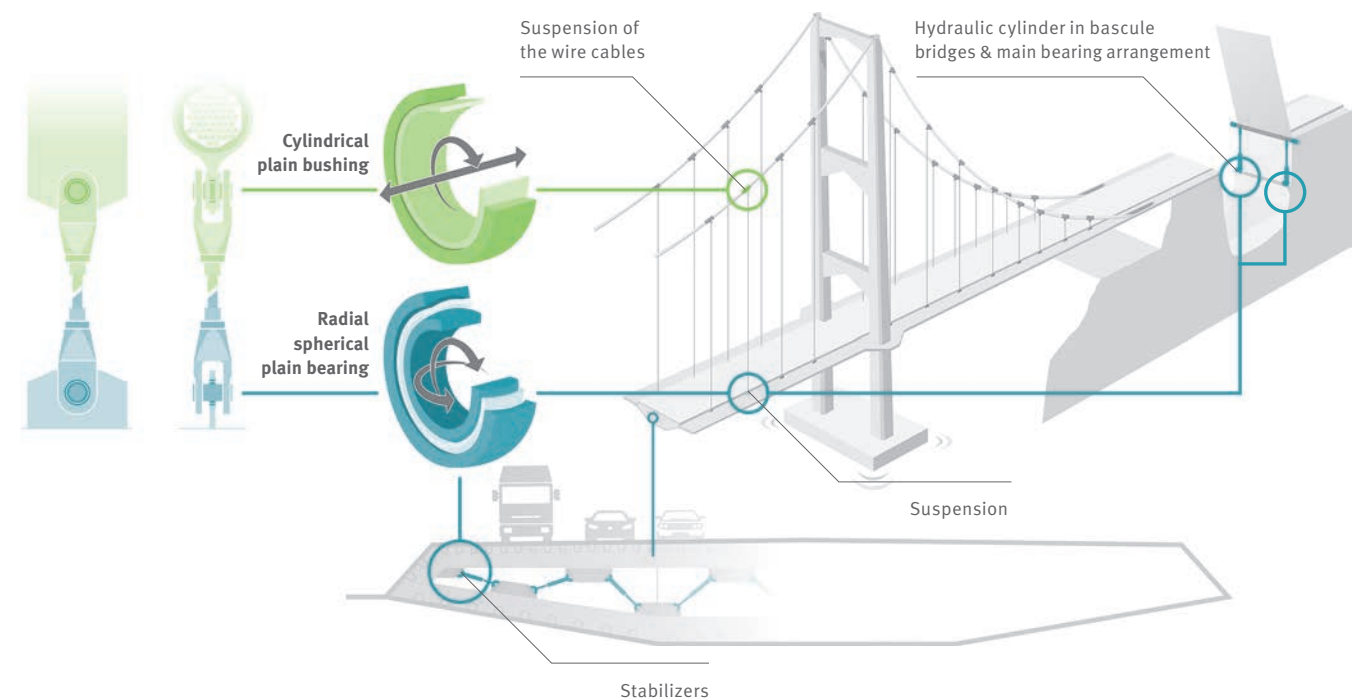 Suspension of
the wire cables
Hydraulic cylinder in bascule
bridges & main bearing arrangement
Cylindrical
plain bushing
Radial
spherical
plain bearing
Suspension
Stabilizers